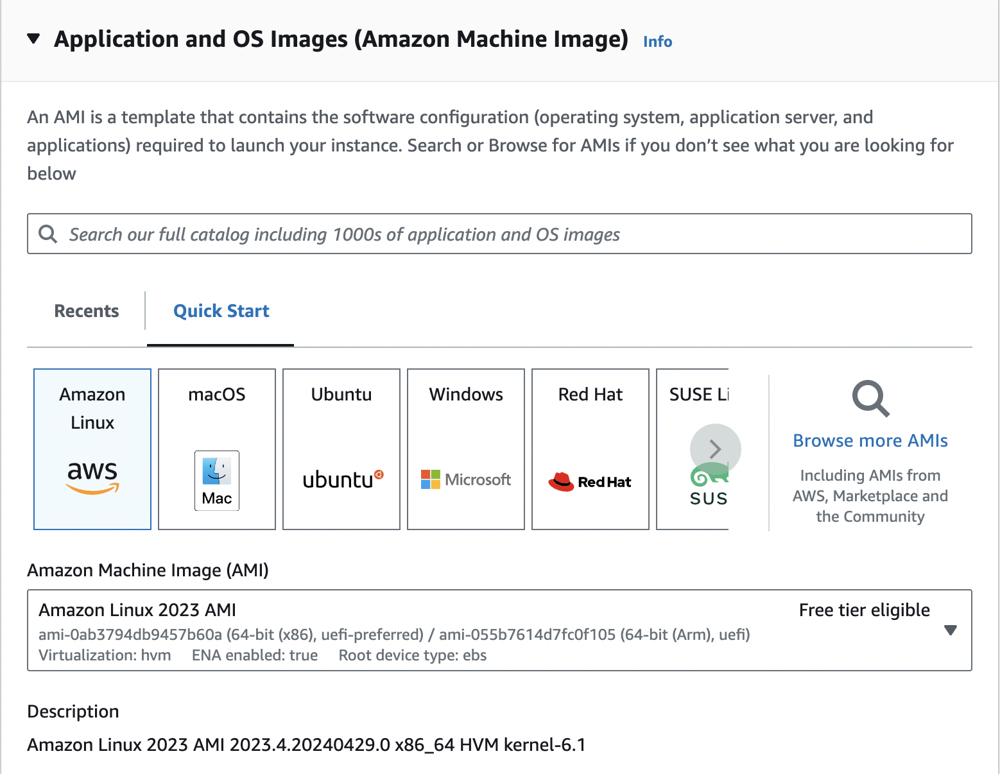 Application and OS Images (Amazon Machine Image) Info
An AMI is a template that contains the software configuration (operating system, application server, and
applications) required to launch your instance. Search or Browse for AMIs if you don’t see what you are looking for
below
Search our full catalog including 1000s of application and OS images
Recents
Quick Start
Amazon
Linux
aws
macOS
Mac
Ubuntu
ubuntu
Windows
Microsoft
Red Hat
Red Hat
SUSE Li
SUS
Browse more AMIs
Including AMIs from
AWS, Marketplace and
the Community
Amazon Machine Image (AMI)
Amazon Linux 2023 AMI
Free tier eligible
ami-0ab3794db9457b60a (64-bit (x86), uefi-preferred) / ami-055b7614d7fc0f105 (64-bit (Arm), uefi)
Virtualization: hvm ENA enabled: true Root device type: ebs
Description
Amazon Linux 2023 AMI 2023.4.20240429.0 x86_64 HVM kernel-6.1